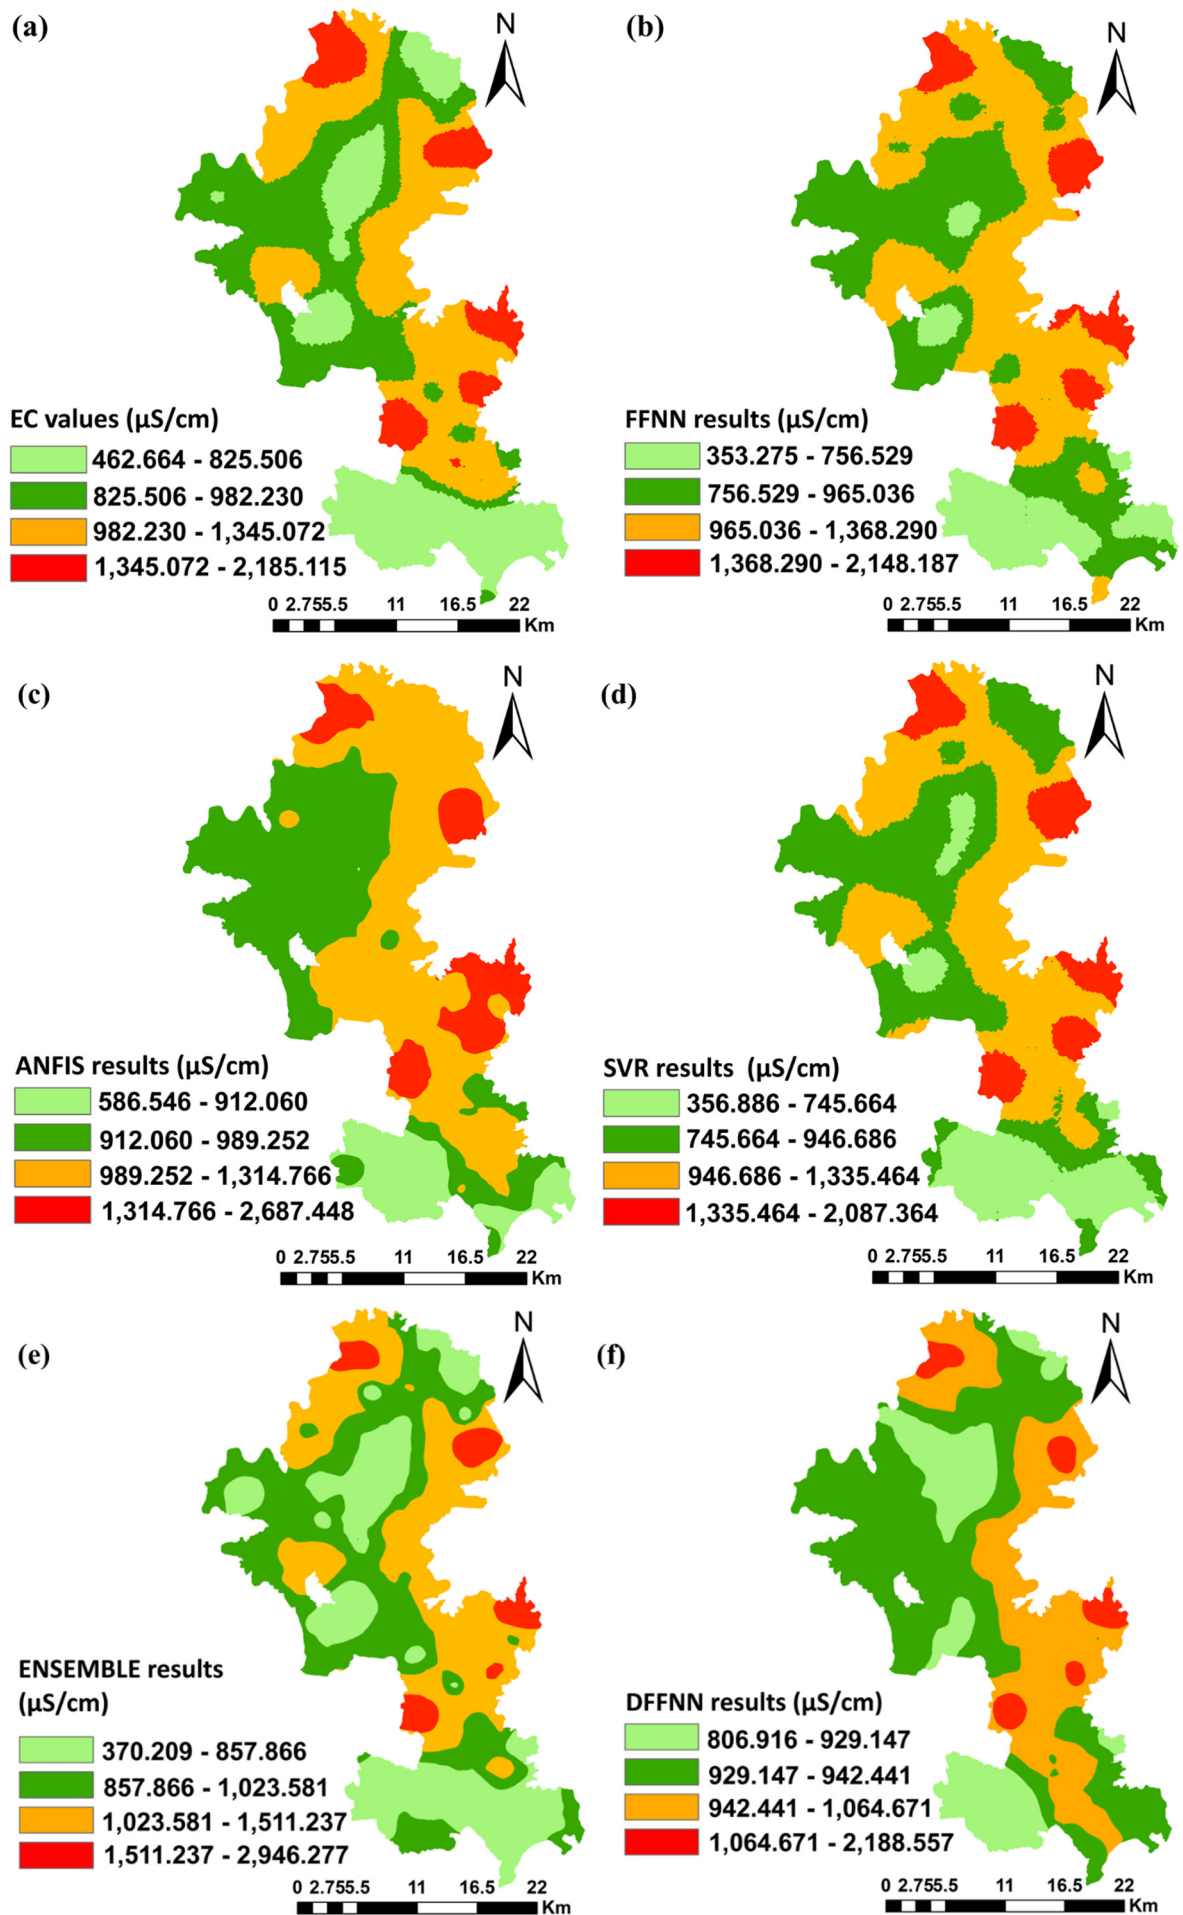 (a)
N
EC values (µS/cm)
462.664 - 825.506
825.506 - 982.230
982.230 - 1,345.072
1,345.072 - 2,185.115
0 2.755.5 11 16.5 22
Km
(b)
N
FFNN results (µS/cm)
353.275 - 756.529
756.529 - 965.036
965.036 - 1,368.290
1,368.290 - 2,148.187
0 2.755.5 11 16.5 22
Km
(c)
N
ANFIS results (µS/cm)
586.546 - 912.060
912.060 - 989.252
989.252 - 1,314.766
1,314.766 - 2,687.448
0 2.755.5 11 16.5 22
Km
(d)
N
SVR results (µS/cm)
356.886 - 745.664
745.664 - 946.686
946.686 - 1,335.464
1,335.464 - 2,087.364
0 2.755.5 11 16.5 22
Km
(e)
N
ENSEMBLE results
(µS/cm)
370.209 - 857.866
857.866 - 1,023.581
1,023.581 - 1,511.237
1,511.237 - 2,946.277
0 2.755.5 11 16.5 22
Km
(f)
N
DFFNN results (µS/cm)
806.916 - 929.147
929.147 - 942.441
942.441 - 1,064.671
1,064.671 - 2,188.557
0 2.755.5 11 16.5 22
Km